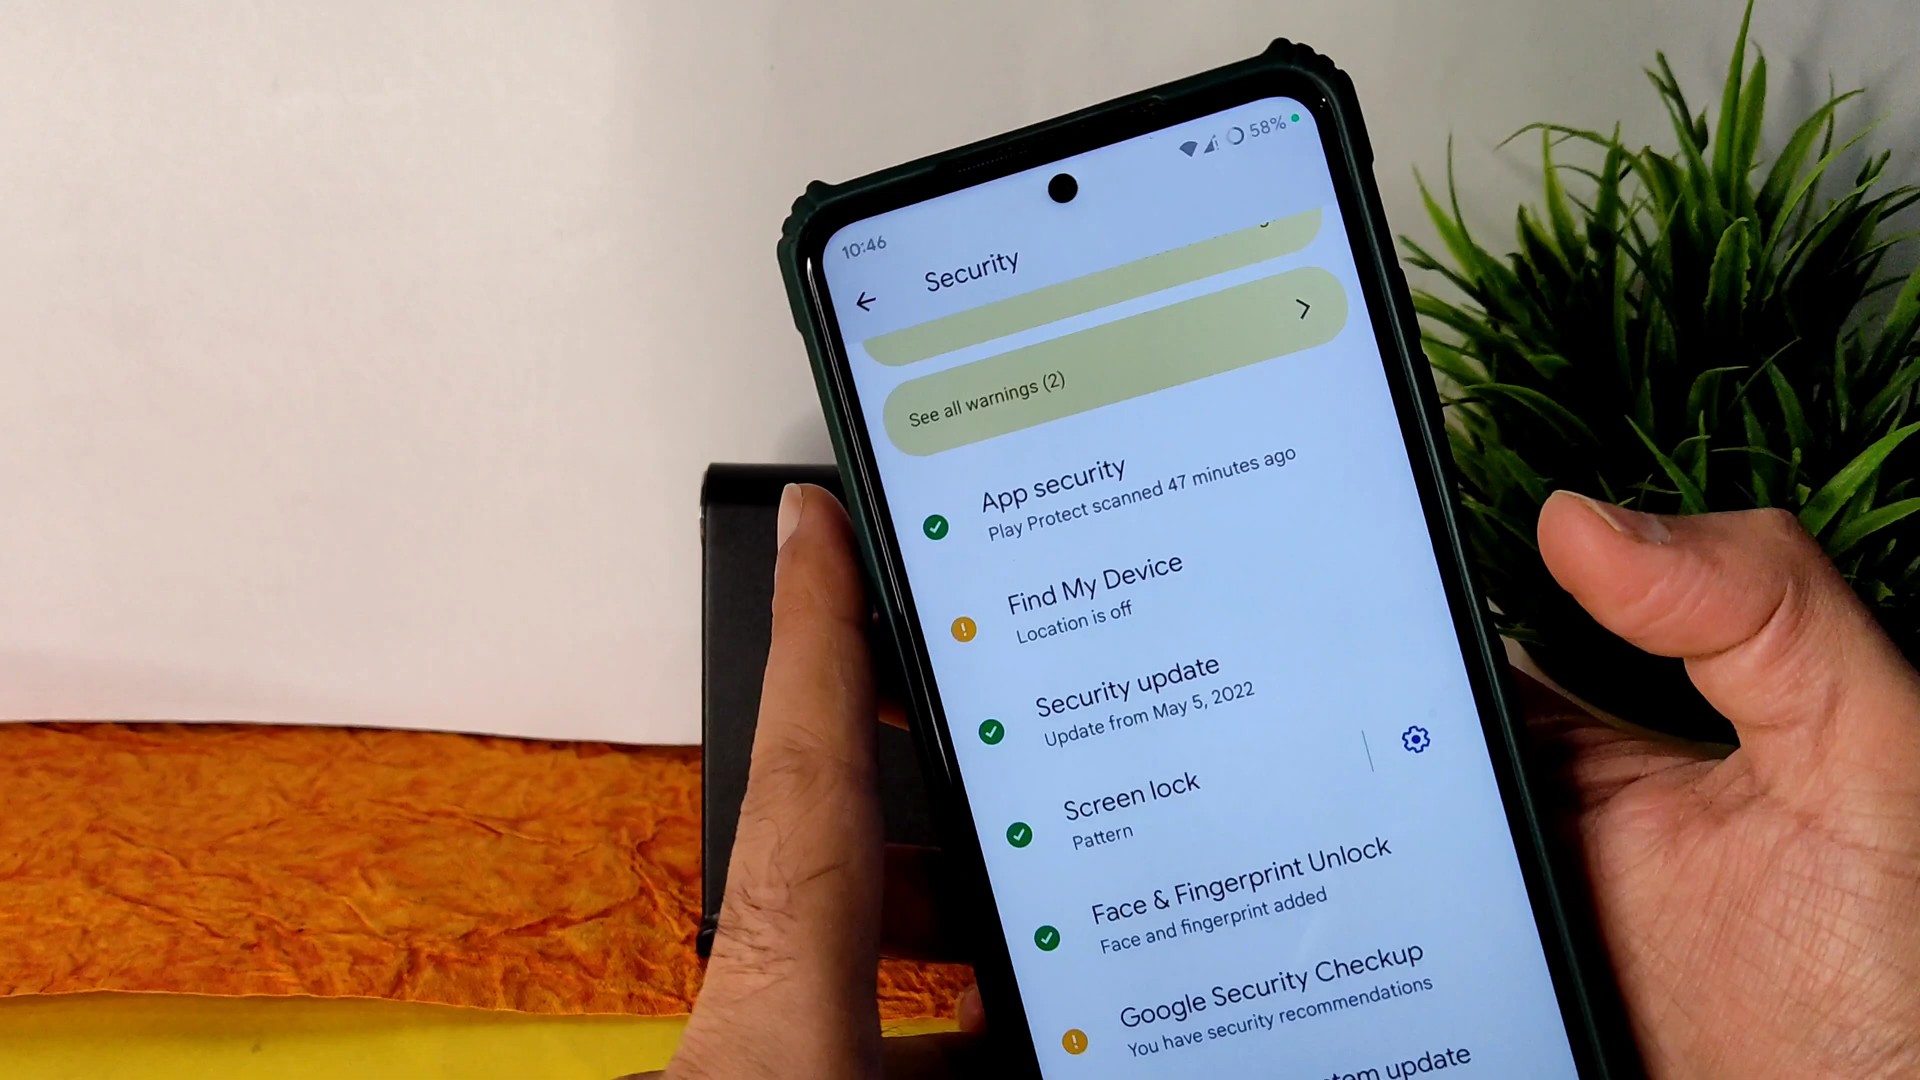 58%
10:46
Security
See all warnings (2)
App security
Play Protect scanned 47 minutes ago
Find My Device
Location is off
Security update
Update from May 5, 2022
Screen lock
Pattern
Face & Fingerprint Unlock
Face and fingerprint added
Google Security Checkup
You have security recommendations
update